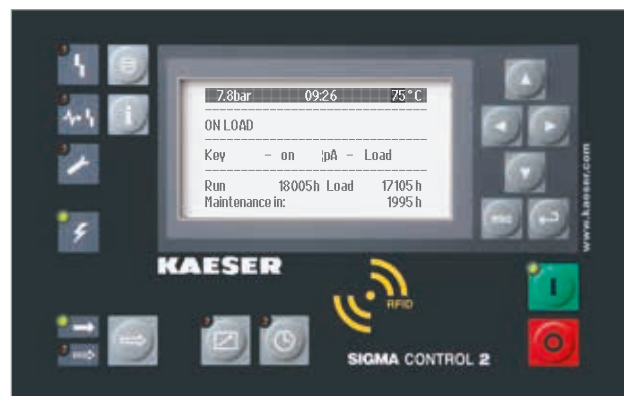 7.8bar 09:26 75°C
ON LOAD
Key - on ¦pA - Load
Run 18005h Load 17105 h
Maintenance in: 1995 h
esc
www.kaeser.com
KAESER
RFID
I
O
SIGMA CONTROL 2